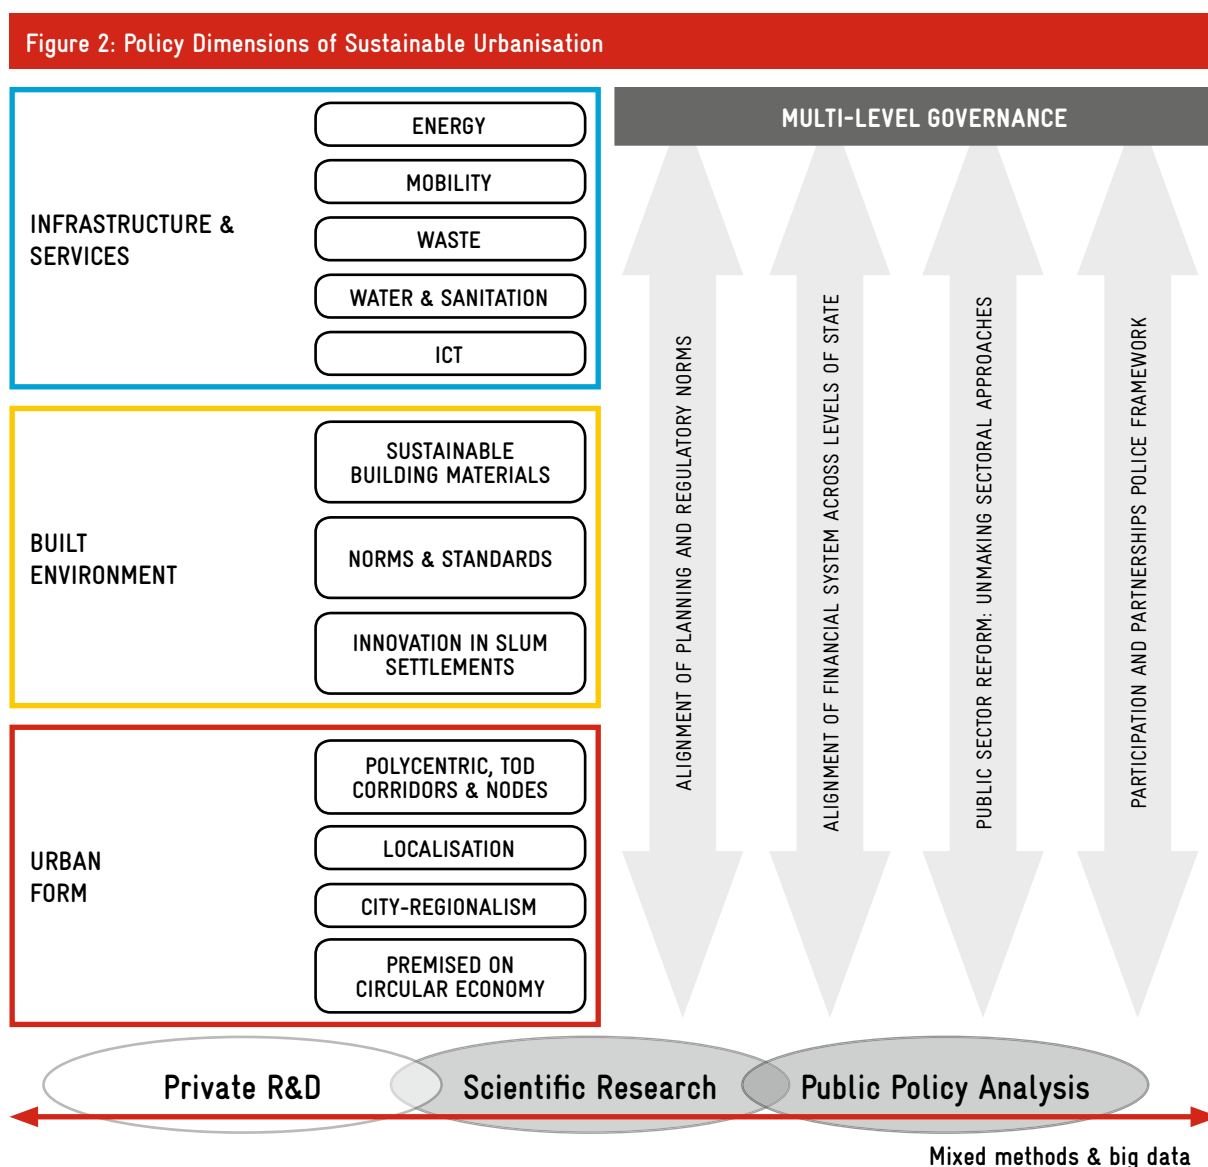 Figure 2: Policy Dimensions of Sustainable Urbanisation
INFRASTRUCTURE &
SERVICES
ENERGY
MOBILITY
WASTE
WATER & SANITATION
ICT
BUILT
ENVIRONMENT
SUSTAINABLE
BUILDING MATERIALS
NORMS & STANDARDS
INNOVATION IN SLUM
SETTLEMENTS
URBAN
FORM
POLYCENTRIC, TOD
CORRIDORS & NODES
LOCALISATION
CITY-REGIONALISM
PREMISED ON
CIRCULAR ECONOMY
MULTI-LEVEL GOVERNANCE
ALIGNMENT OF PLANNING AND REGULATORY NORMS
ALIGNMENT OF FINANCIAL SYSTEM ACROSS LEVELS OF STATE
PUBLIC SECTOR REFORM: UNMAKING SECTORAL APPROACHES
PARTICIPATION AND PARTNERSHIPS POLICE FRAMEWORK
Private R&D
Scientific Research
Public Policy Analysis
Mixed methods & big data